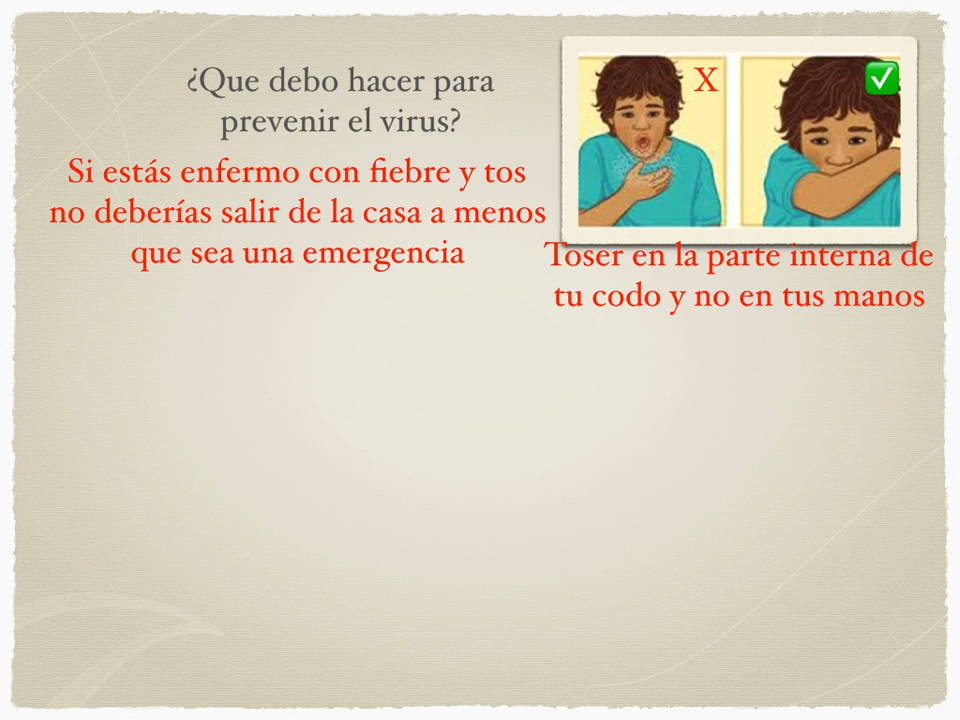 ¿Que debo hacer para
prevenir el virus?
Si estás enfermo con fiebre y tos
no deberías salir de la casa a menos
que sea una emergencia
X
Toser en la parte interna de
tu codo y no en tus manos